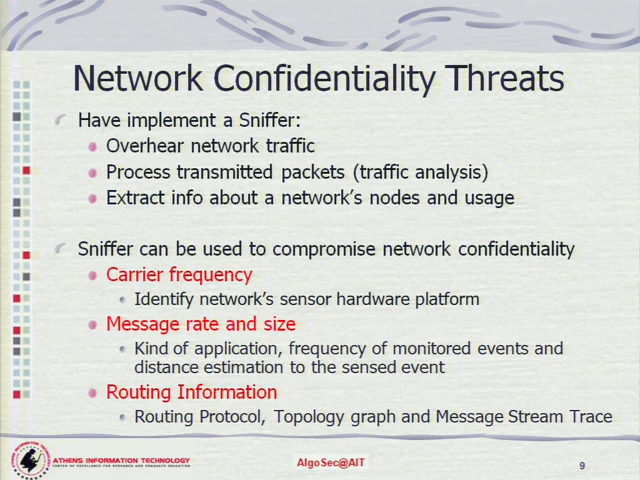 Network Confidentiality Threats
Have implement a Sniffer:
Overhear network traffic
Process transmitted packets (traffic analysis)
Extract info about a network's nodes and usage
Sniffer can be used to compromise network confidentiality
Carrier frequency
Identify network's sensor hardware platform
Message rate and size
Kind of application, frequency of monitored events and
distance estimation to the sensed event
Routing Information
Routing Protocol, Topology graph and Message Stream Trace
ATHENS INFORMATION TECHNOLOGY
CENTER OF EXCELLENCE FOR RESEARCH AND GRADUATE EDUCATION
AlgoSec@AIT
9